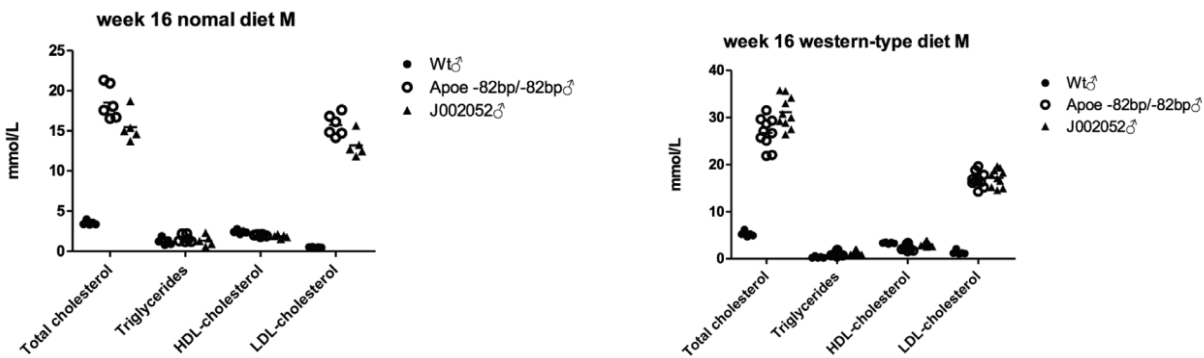 week 16 nomal diet M
mmol/L
25
20
15
10
5
0
Total cholesterol
Triglycerides
HDL-cholesterol
LDL-cholesterol
Wt♂
Apoe -82bp/-82bp♂
J002052♂
week 16 western-type diet M
mmol/L
40
30
20
10
0
Total cholesterol
Triglycerides
HDL-cholesterol
LDL-cholesterol
Wt♂
Apoe -82bp/-82bp♂
J002052♂